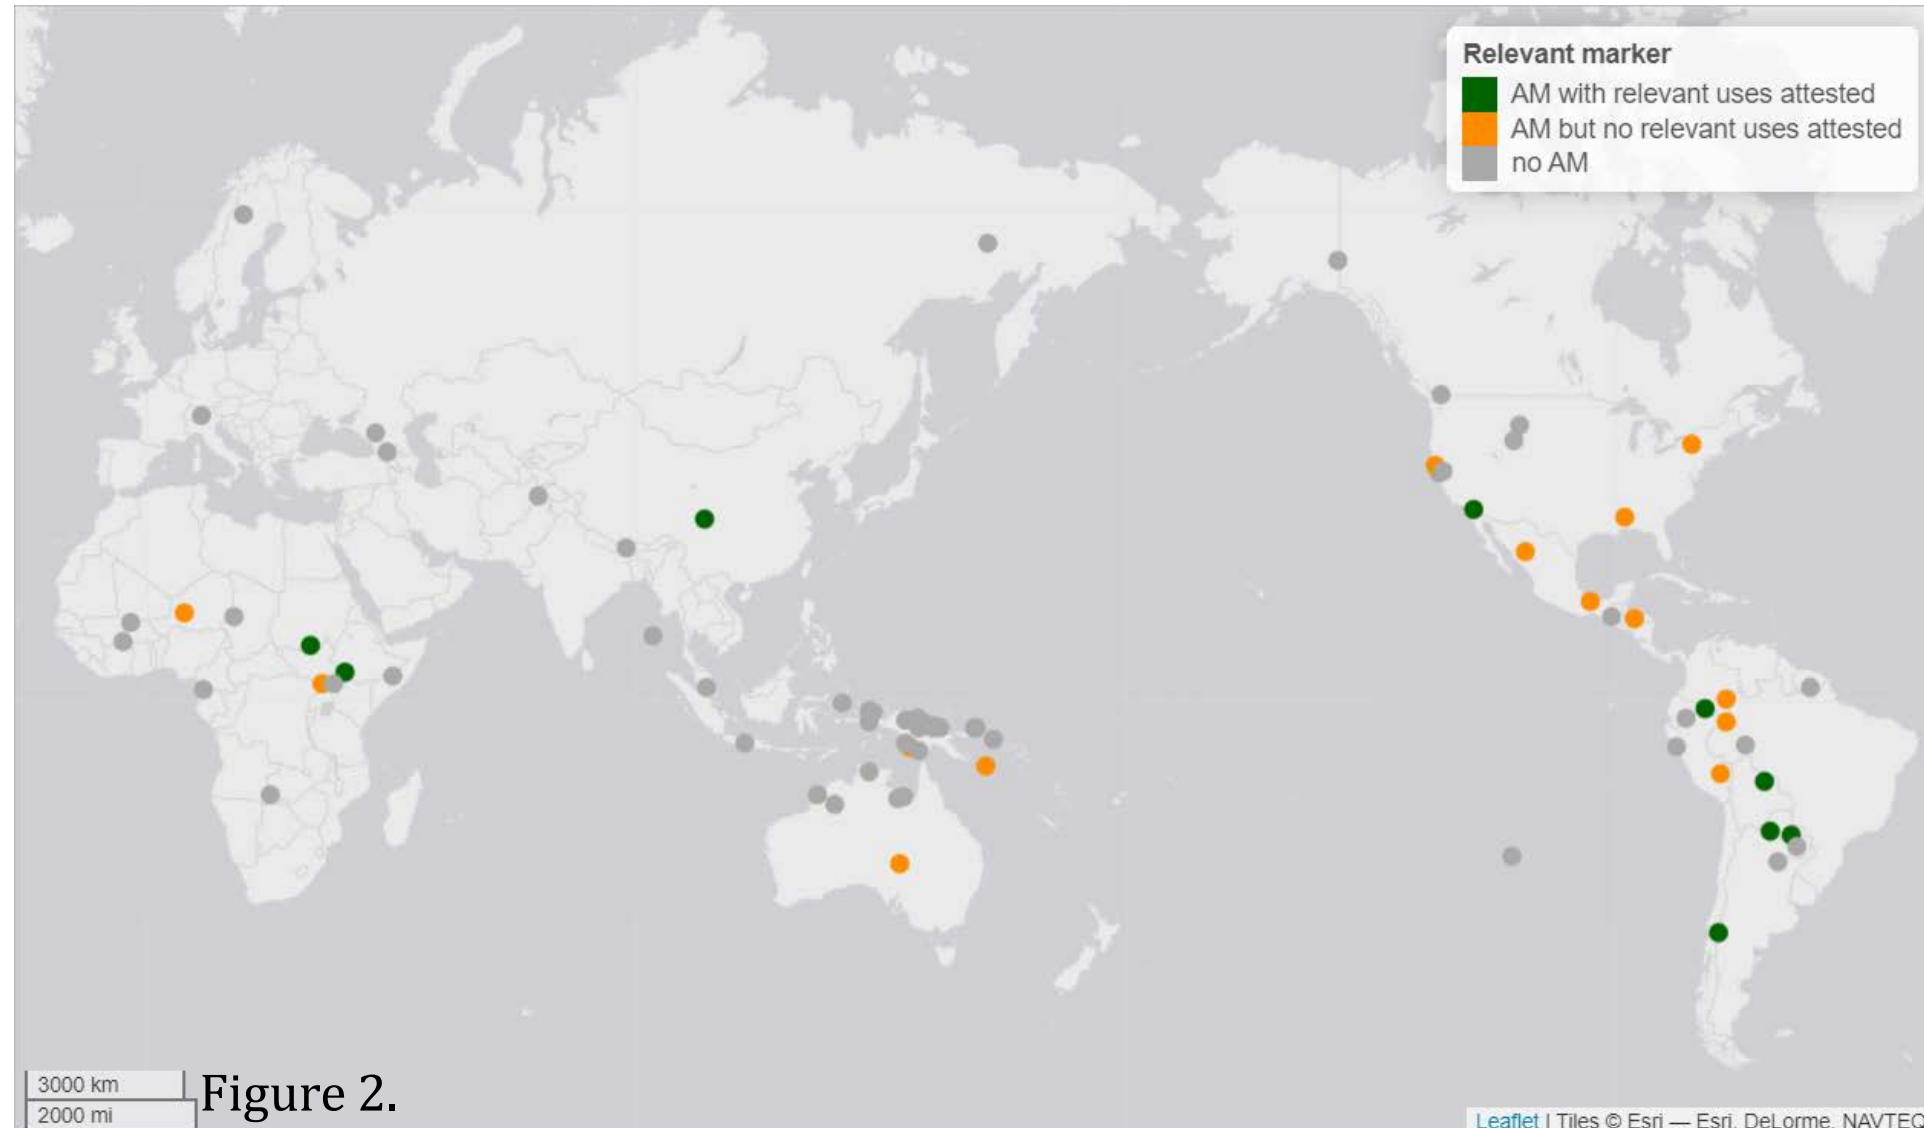 Relevant marker
AM with relevant uses attested
AM but no relevant uses attested
no AM
3000 km
2000 mi
Figure 2.
Leaflet | Tiles © Esri — Esri, DeLorme, NAVTEQ